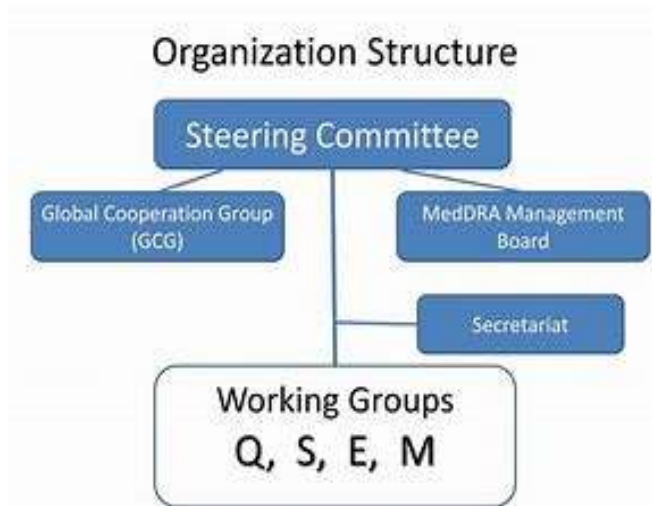 Organization Structure
Steering Committee
Global Cooperation Group
(GCG)
MedDRA Management
Board
Secretariat
Working Groups
Q, S, E, M